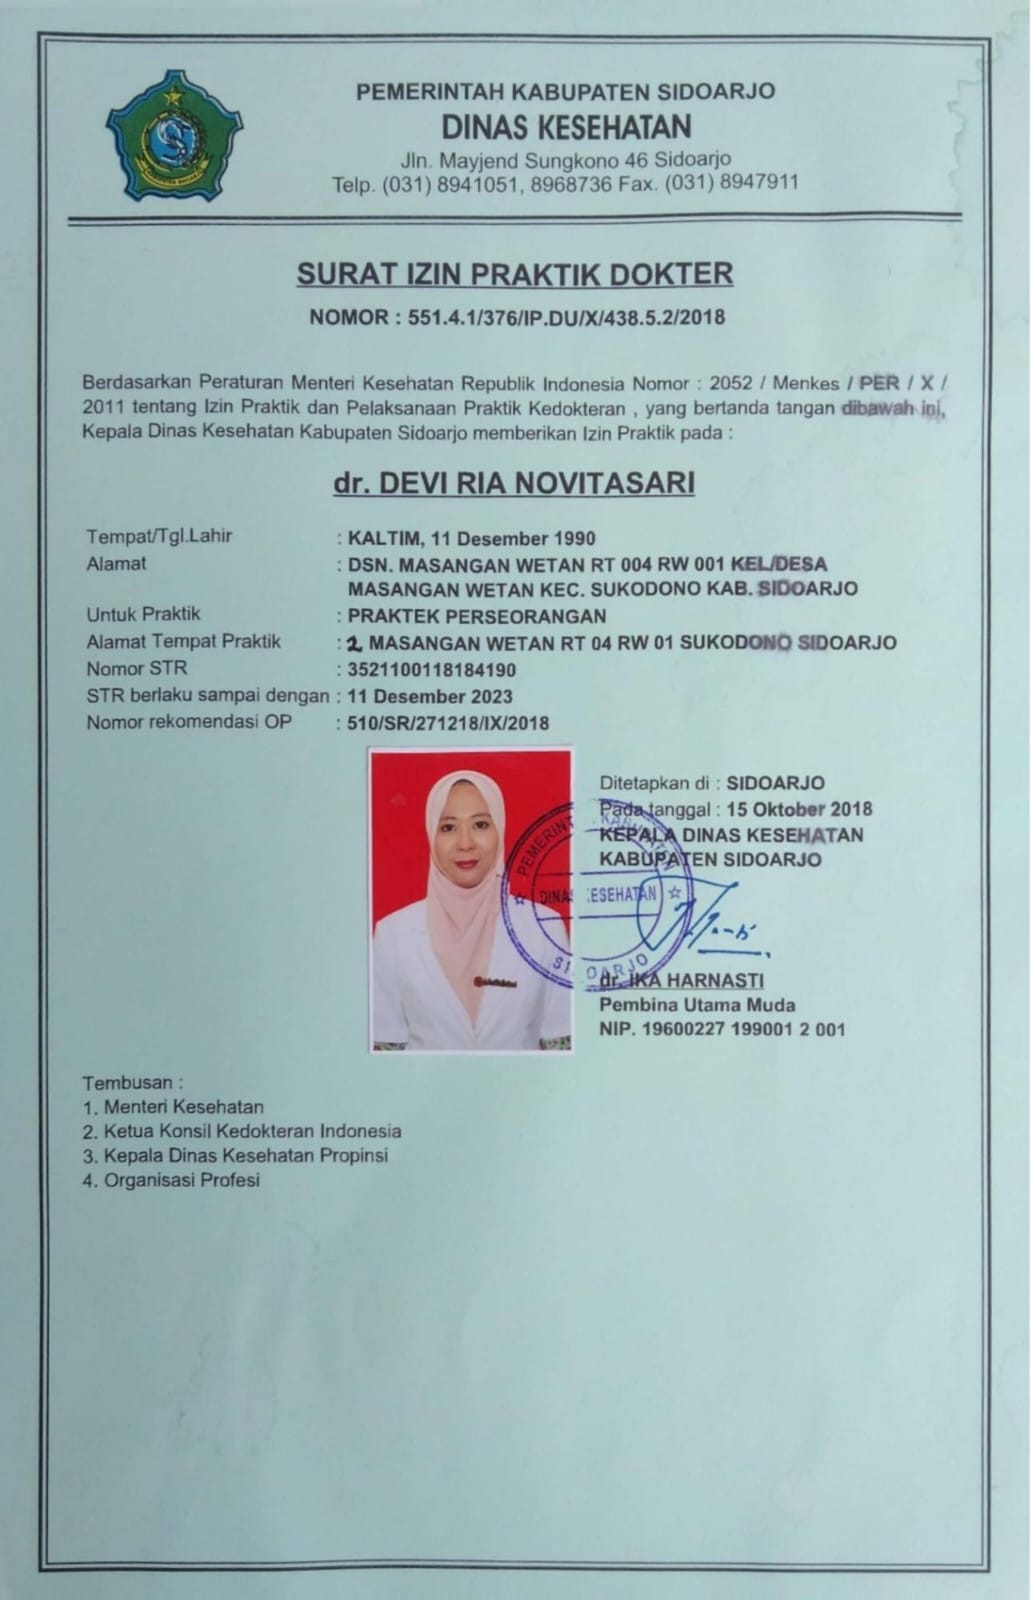 PEMERINTAH KABUPATEN SIDOARJO
DINAS KESEHATAN
Jln. Mayjend Sungkono 46 Sidoarjo
Telp. (031) 8941051, 8968736 Fax. (031) 8947911
SURAT IZIN PRAKTIK DOKTER
NOMOR : 551.4.1/376/IP.DU/X/438.5.2/2018
Berdasarkan Peraturan Menteri Kesehatan Republik Indonesia Nomor : 2052 / Menkes / PER / X /
2011 tentang Izin Praktik dan Pelaksanaan Praktik Kedokteran , yang bertanda tangan dibawah ini,
Kepala Dinas Kesehatan Kabupaten Sidoarjo memberikan Izin Praktik pada :
dr. DEVI RIA NOVITASARI
Tempat/Tgl.Lahir : KALTIM, 11 Desember 1990
Alamat : DSN. MASANGAN WETAN RT 004 RW 001 KEL/DESA
MASANGAN WETAN KEC. SUKODONO KAB. SIDOARJO
Untuk Praktik : PRAKTEK PERSEORANGAN
Alamat Tempat Praktik : 2. MASANGAN WETAN RT 04 RW 01 SUKODONO SIDOARJO
Nomor STR : 3521100118184190
STR berlaku sampai dengan : 11 Desember 2023
Nomor rekomendasi OP : 510/SR/271218/IX/2018
Ditetapkan di : SIDOARJO
Pada tanggal : 15 Oktober 2018
KEPALA DINAS KESEHATAN
KABUPATEN SIDOARJO
PEMERINTAH KABUPATEN
DINAS KESEHATAN
SIDOARJO
dr. IKA HARNASTI
Pembina Utama Muda
NIP. 19600227 199001 2 001
Tembusan :
1. Menteri Kesehatan
2. Ketua Konsil Kedokteran Indonesia
3. Kepala Dinas Kesehatan Propinsi
4. Organisasi Profesi